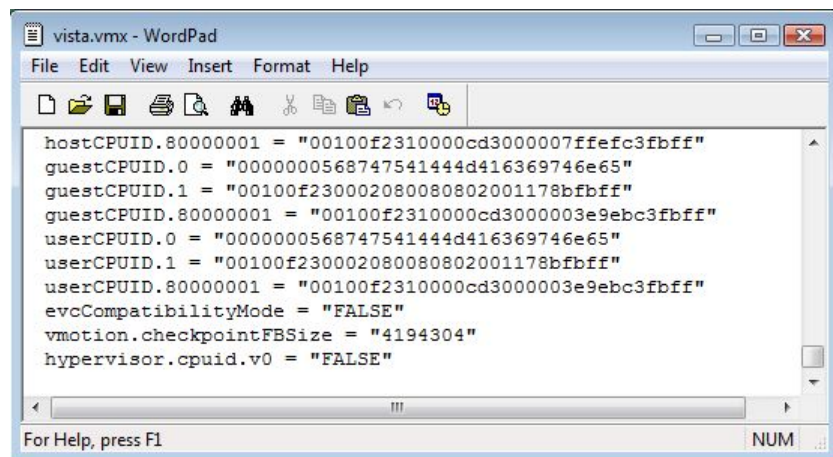 vista.vmx - WordPad
File Edit View Insert Format Help
hostCPUID.80000001 = "00100f2310000cd3000007ffefc3fbff"
guestCPUID.0 = "0000000568747541444d416369746e65"
guestCPUID.1 = "00100f230002080080802001178bfbff"
guestCPUID.80000001 = "00100f2310000cd3000003e9ebc3fbff"
userCPUID.0 = "0000000568747541444d416369746e65"
userCPUID.1 = "00100f230002080080802001178bfbff"
userCPUID.80000001 = "00100f2310000cd3000003e9ebc3fbff"
evcCompatibilityMode = "FALSE"
vmotion.checkpointFBSize = "4194304"
hypervisor.cpuid.v0 = "FALSE"
For Help, press F1 NUM